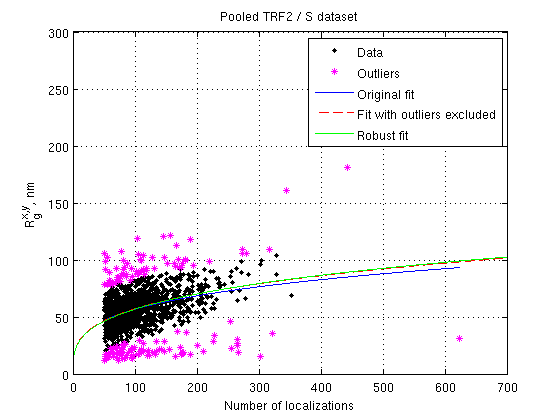 Pooled TRF2 / S dataset
300
250
200
150
100
50
0
R_g^{x,y}, nm
Data
Outliers
Original fit
Fit with outliers excluded
Robust fit
0 100 200 300 400 500 600 700
Number of localizations